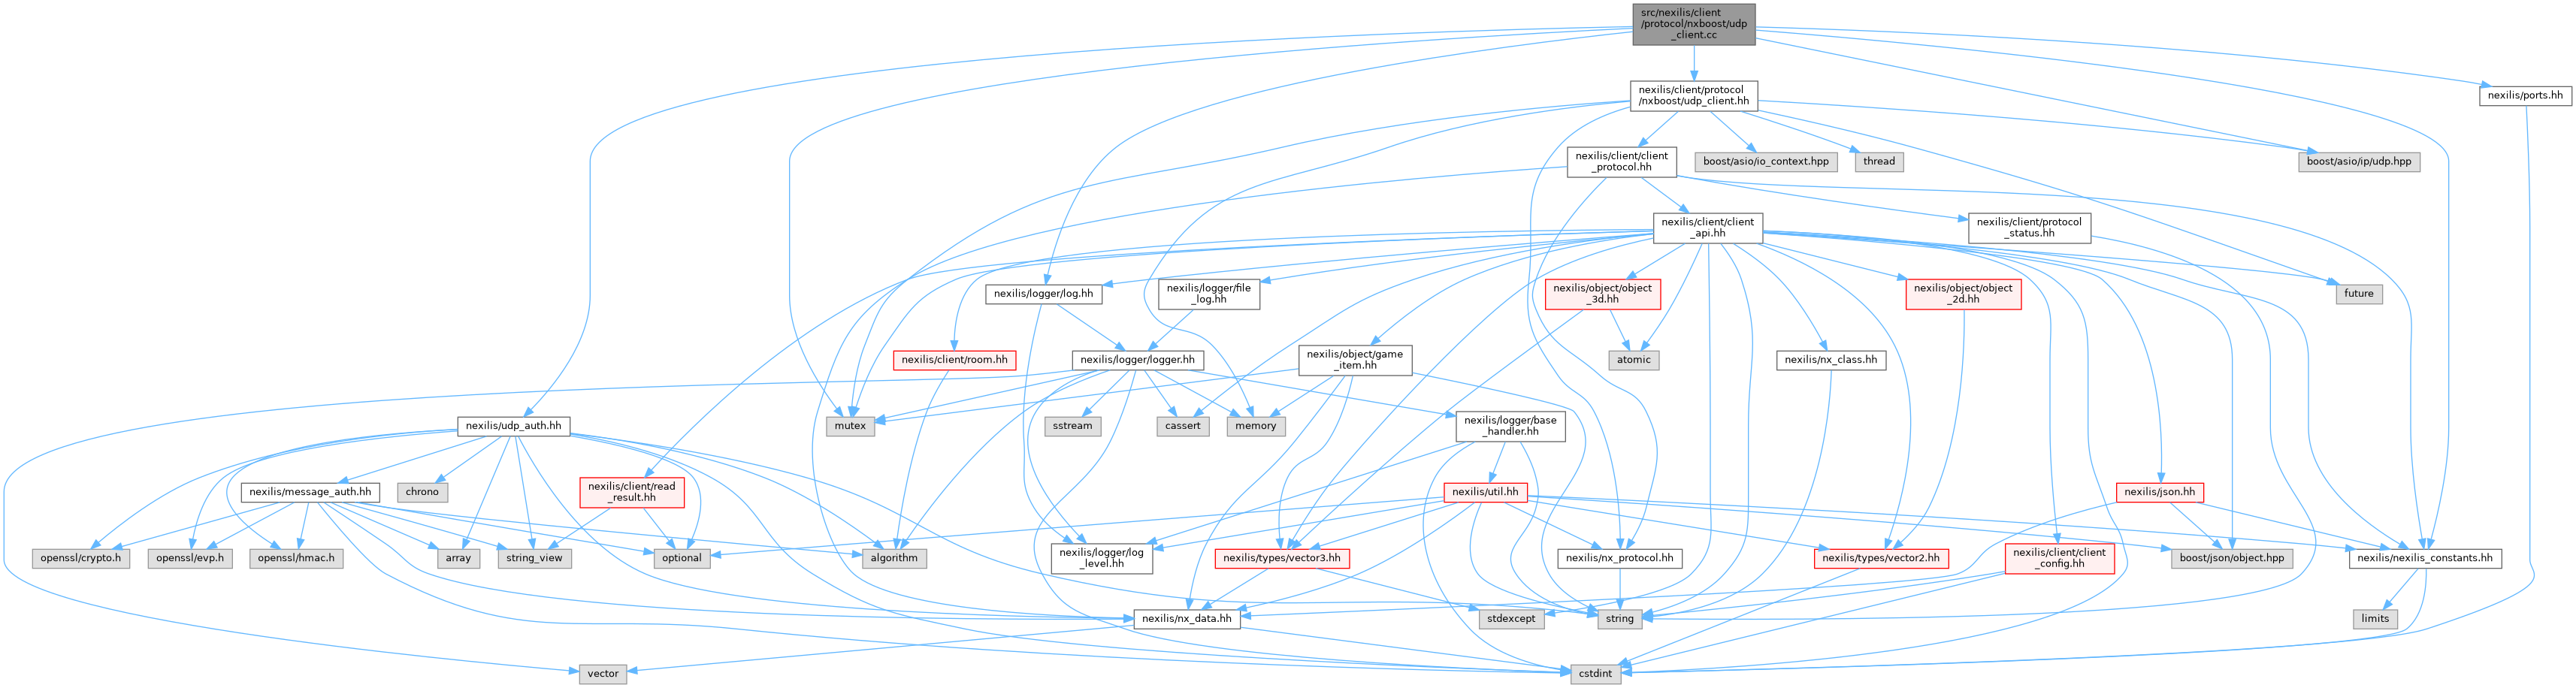 src/nexilis/client
/protocol/nxboost/udp
_client.cc
nexilis/client/protocol
/nxboost/udp_client.hh
nexilis/ports.hh
nexilis/client/client
_protocol.hh
boost/asio/io_context.hpp
thread
boost/asio/ip/udp.hpp
nexilis/client/client
_api.hh
nexilis/client/protocol
_status.hh
nexilis/logger/log.hh
nexilis/logger/file
_log.hh
nexilis/object/object
_3d.hh
nexilis/object/object
_2d.hh
future
nexilis/client/room.hh
nexilis/logger/logger.hh
nexilis/object/game
_item.hh
atomic
nexilis/nx_class.hh
nexilis/udp_auth.hh
mutex
sstream
cassert
memory
nexilis/logger/base
_handler.hh
nexilis/message_auth.hh
chrono
nexilis/client/read
_result.hh
nexilis/util.hh
nexilis/json.hh
openssl/crypto.h
openssl/evp.h
openssl/hmac.h
array
string_view
optional
algorithm
nexilis/logger/log
_level.hh
nexilis/types/vector3.hh
nexilis/nx_protocol.hh
nexilis/types/vector2.hh
nexilis/client/client
_config.hh
boost/json/object.hpp
nexilis/nexilis_constants.hh
nexilis/nx_data.hh
stdexcept
string
limits
vector
cstdint